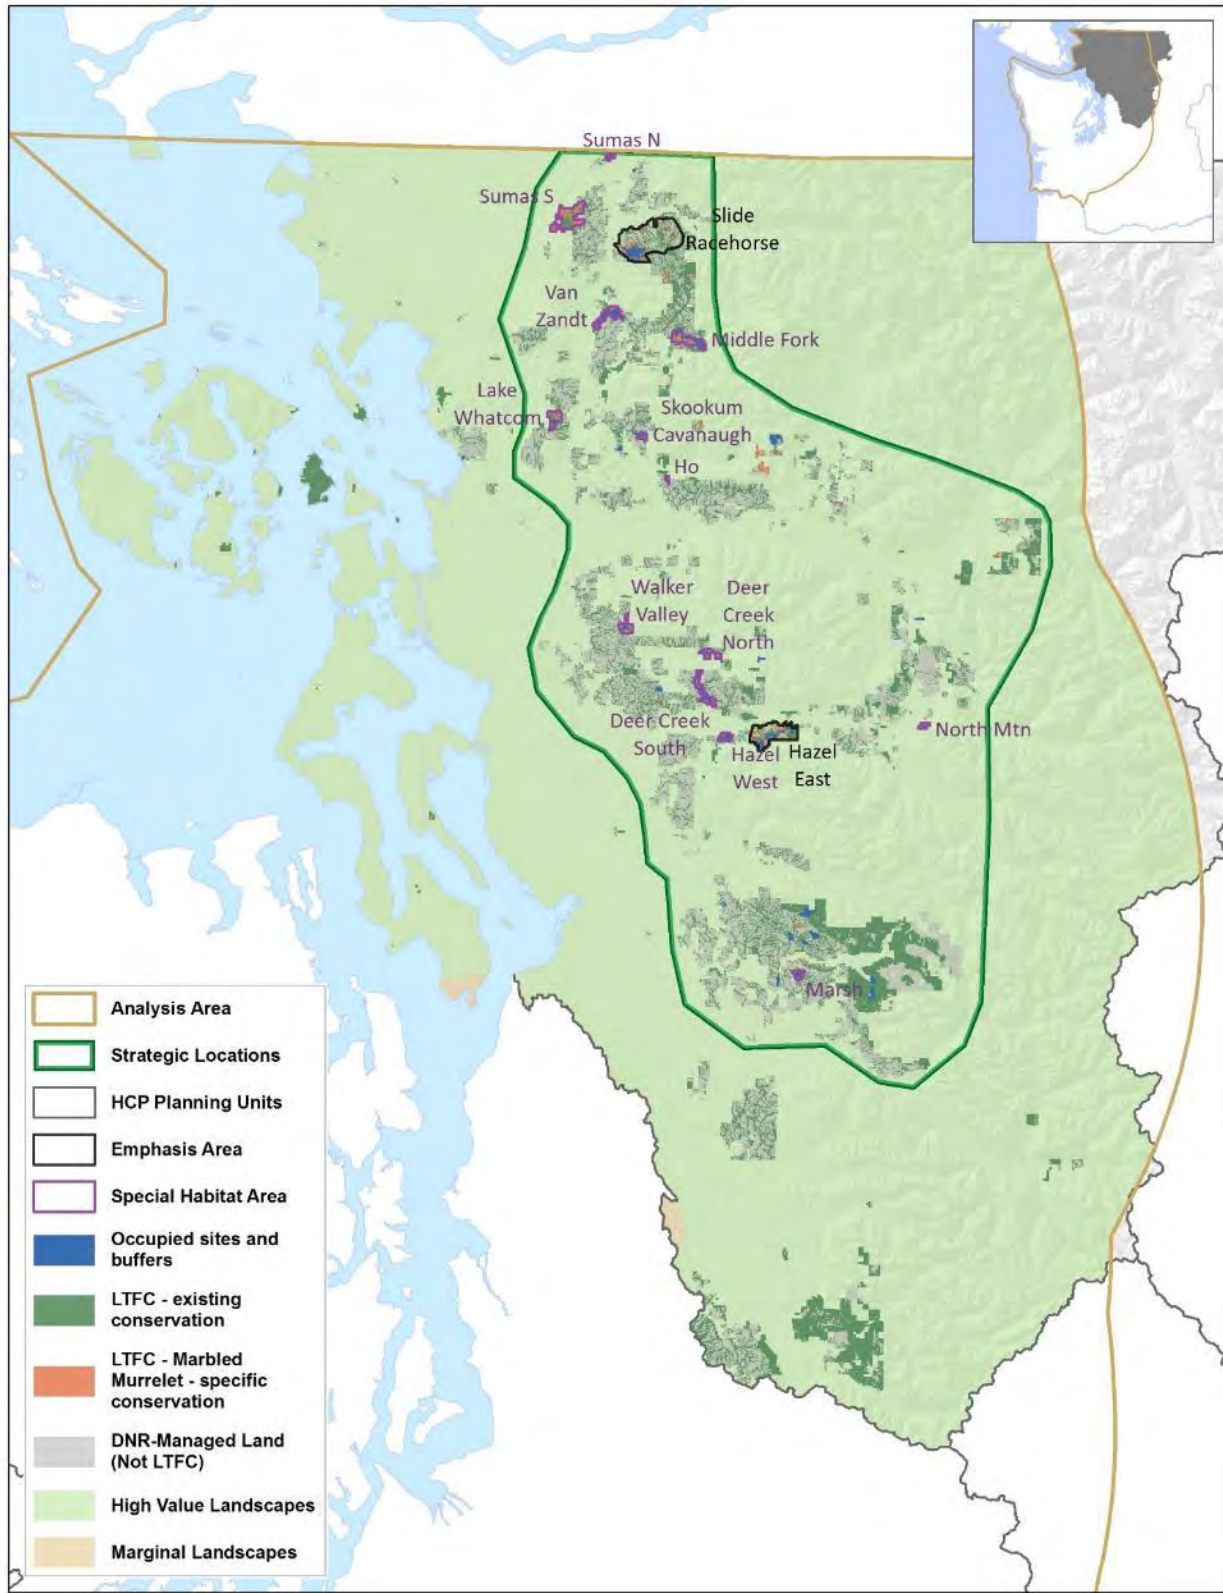 Sumas N
Sumas S
Slide
Racehorse
Van
Zandt
Middle Fork
Lake
Whatcom
Skookum
Cavanaugh
Ho
Walker
Valley
Deer
Creek
North
Deer Creek
South
North Mtn
Hazel
West
Hazel
East
Marsh
Analysis Area
Strategic Locations
HCP Planning Units
Emphasis Area
Special Habitat Area
Occupied sites and
buffers
LTFC - existing
conservation
LTFC - Marbled
Murrelet - specific
conservation
DNR-Managed Land
(Not LTFC)
High Value Landscapes
Marginal Landscapes